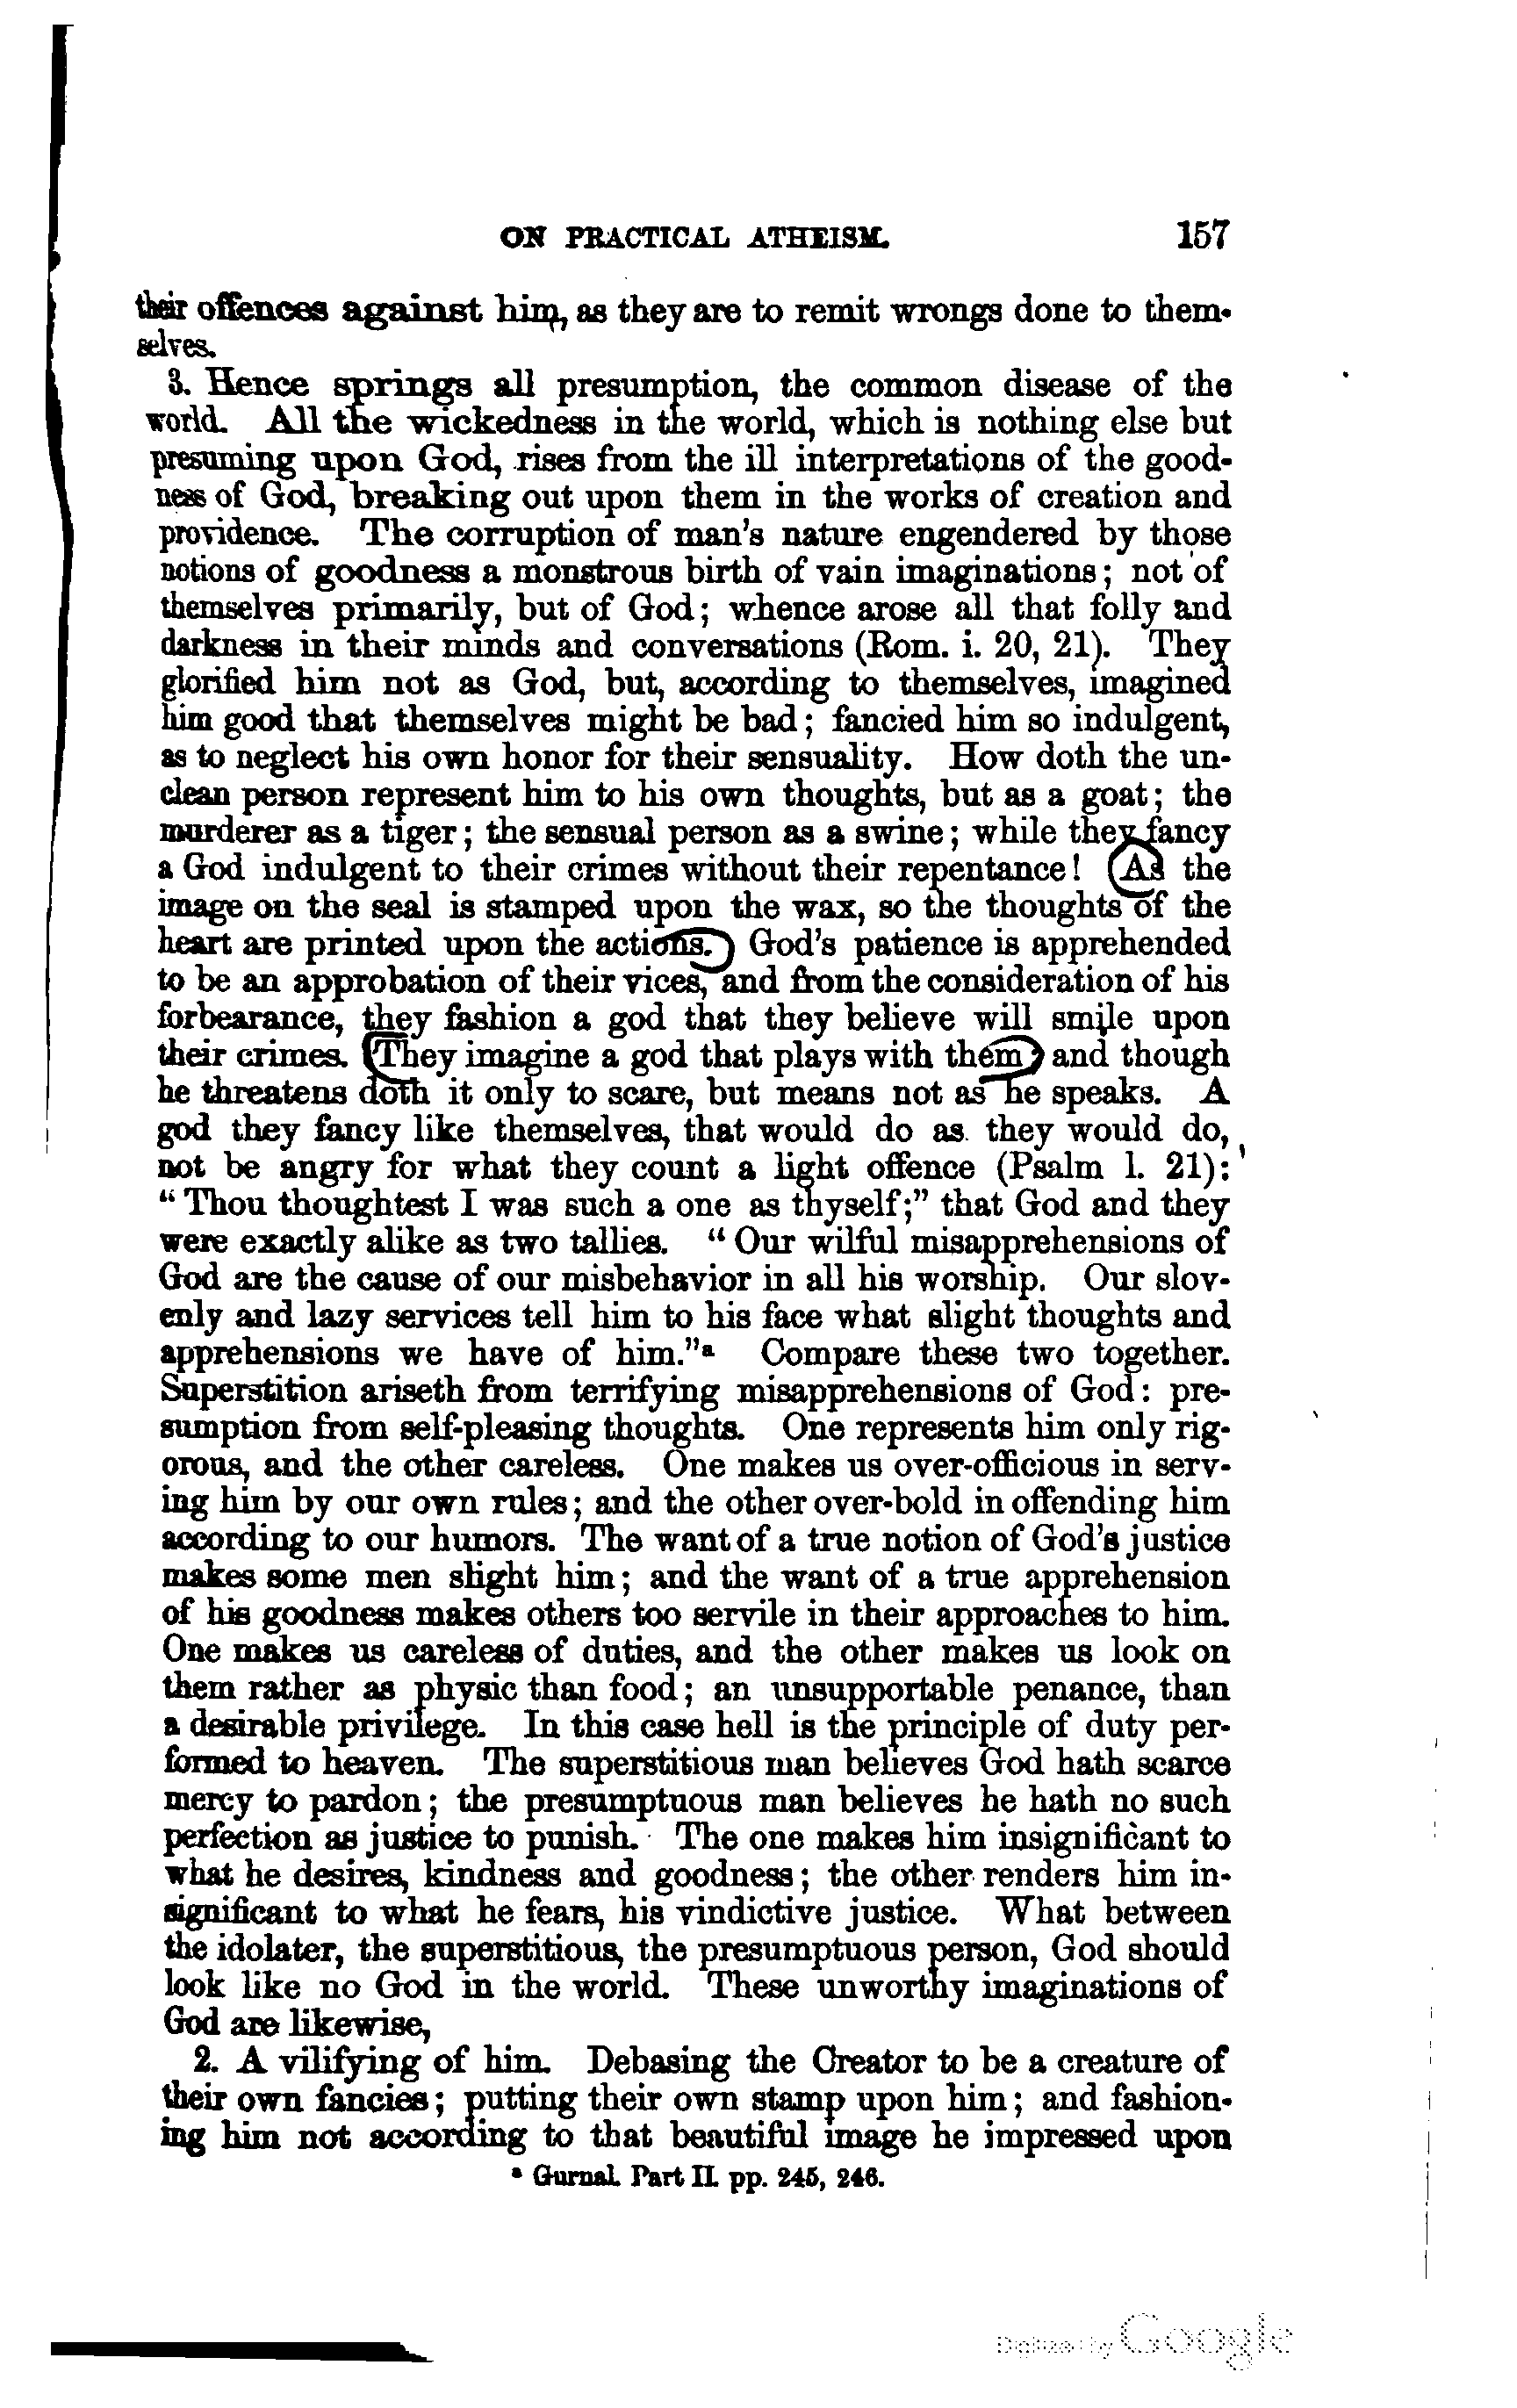 ON PRACTICAL ATHEISM. 157
their offences against him, as they are to remit wrongs done to them-
selves.
3. Hence springs all presumption, the common disease of the
world. All the wickedness in the world, which is nothing else but
presuming upon God, rises from the ill interpretations of the good-
ness of God, breaking out upon them in the works of creation and
providence. The corruption of man's nature engendered by those
notions of goodness a monstrous birth of vain imaginations; not of
themselves primarily, but of God; whence arose all that folly and
darkness in their minds and conversations (Rom. i. 20, 21). They
glorified him not as God, but, according to themselves, imagined
him good that themselves might be bad; fancied him so indulgent,
as to neglect his own honor for their sensuality. How doth the un-
clean person represent him to his own thoughts, but as a goat; the
murderer as a tiger; the sensual person as a swine; while they fancy
a God indulgent to their crimes without their repentance! As the
image on the seal is stamped upon the wax, so the thoughts of the
heart are printed upon the actions. God's patience is apprehended
to be an approbation of their vices, and from the consideration of his
forbearance, they fashion a god that they believe will smile upon
their crimes. They imagine a god that plays with them; and though
he threatens doth it only to scare, but means not as he speaks. A
god they fancy like themselves, that would do as they would do,
not be angry for what they count a light offence (Psalm l. 21):
"Thou thoughtest I was such a one as thyself;" that God and they
were exactly alike as two tallies. "Our wilful misapprehensions of
God are the cause of our misbehavior in all his worship. Our slov-
enly and lazy services tell him to his face what slight thoughts and
apprehensions we have of him."a Compare these two together.
Superstition ariseth from terrifying misapprehensions of God: pre-
sumption from self-pleasing thoughts. One represents him only rig-
orous, and the other careless. One makes us over-officious in serv-
ing him by our own rules; and the other over-bold in offending him
according to our humors. The want of a true notion of God's justice
makes some men slight him; and the want of a true apprehension
of his goodness makes others too servile in their approaches to him.
One makes us careless of duties, and the other makes us look on
them rather as physic than food; an unsupportable penance, than
a desirable privilege. In this case hell is the principle of duty per-
formed to heaven. The superstitious man believes God hath scarce
mercy to pardon; the presumptuous man believes he hath no such
perfection as justice to punish. The one makes him insignificant to
what he desires, kindness and goodness; the other renders him in-
significant to what he fears, his vindictive justice. What between
the idolater, the superstitious, the presumptuous person, God should
look like no God in the world. These unworthy imaginations of
God are likewise,
2. A vilifying of him. Debasing the Creator to be a creature of
their own fancies; putting their own stamp upon him; and fashion-
ing him not according to that beautiful image he impressed upon
a Gurnal. Part II. pp. 245, 246.
Digitized by Google